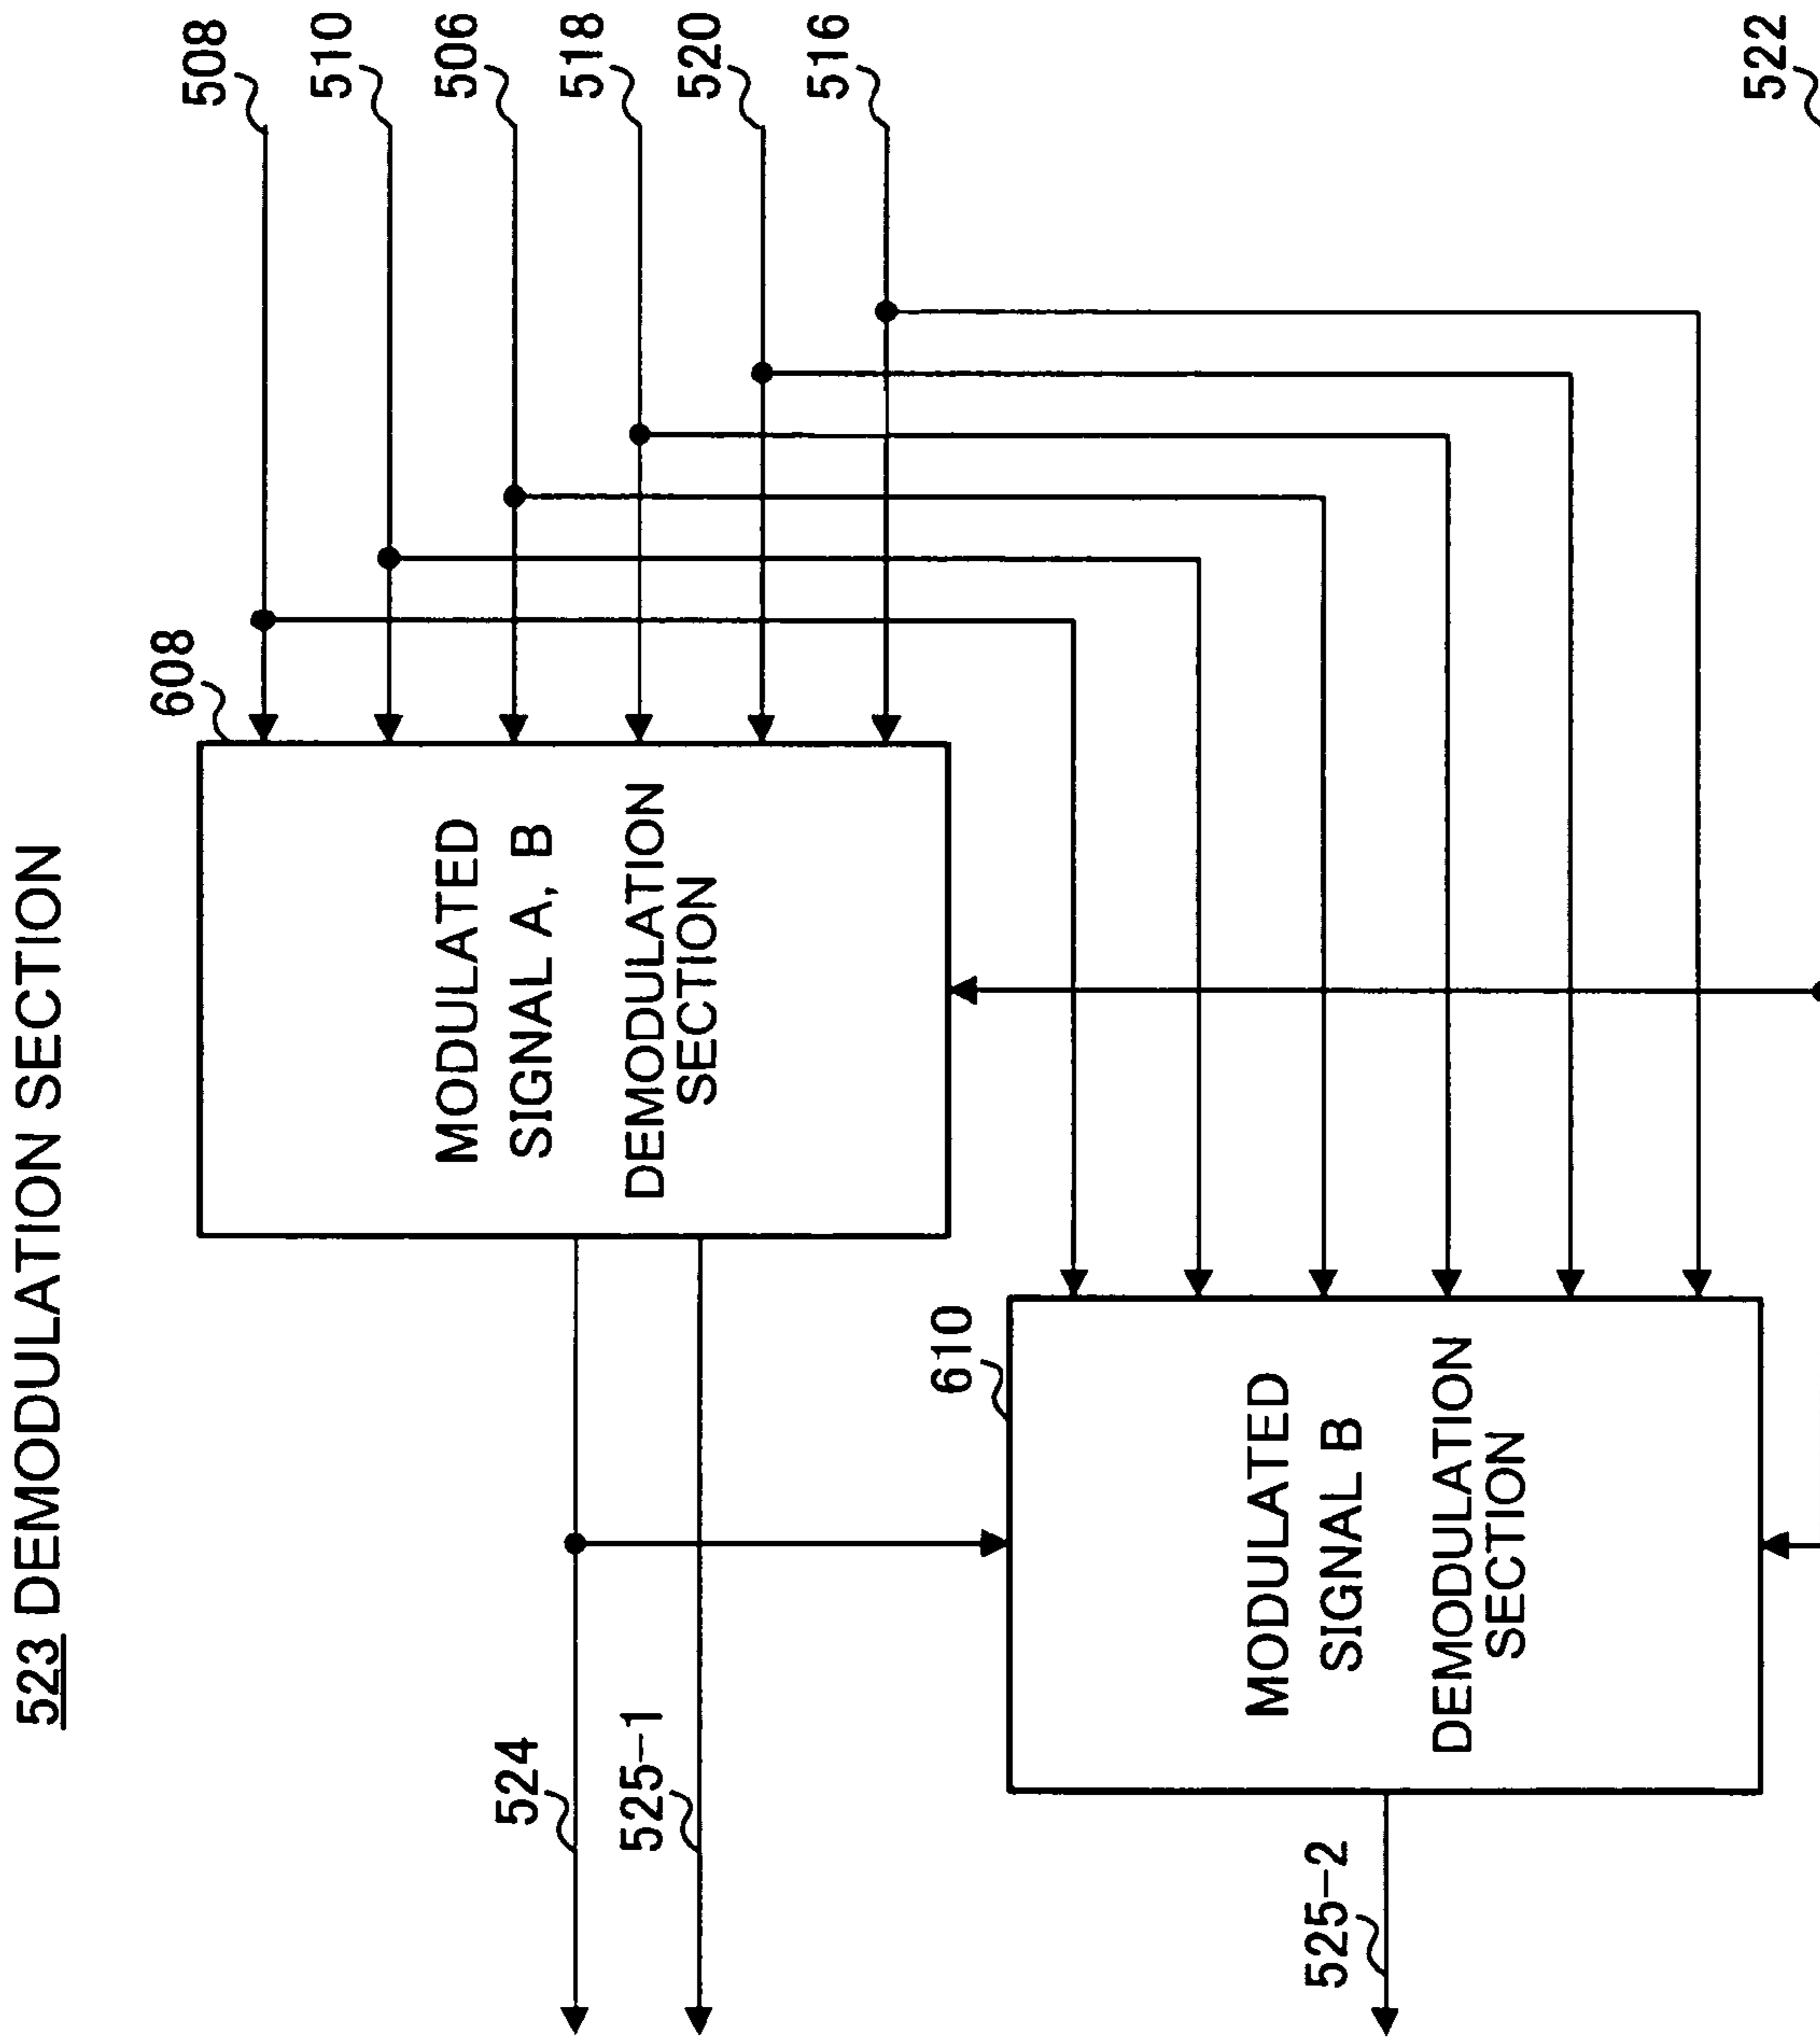 523 DEMODULATION SECTION
508
510
506
518
520
516
522
608
MODULATED
SIGNAL A, B
DEMODULATION
SECTION
610
MODULATED
SIGNAL B
DEMODULATION
SECTION
524
525-1
525-2